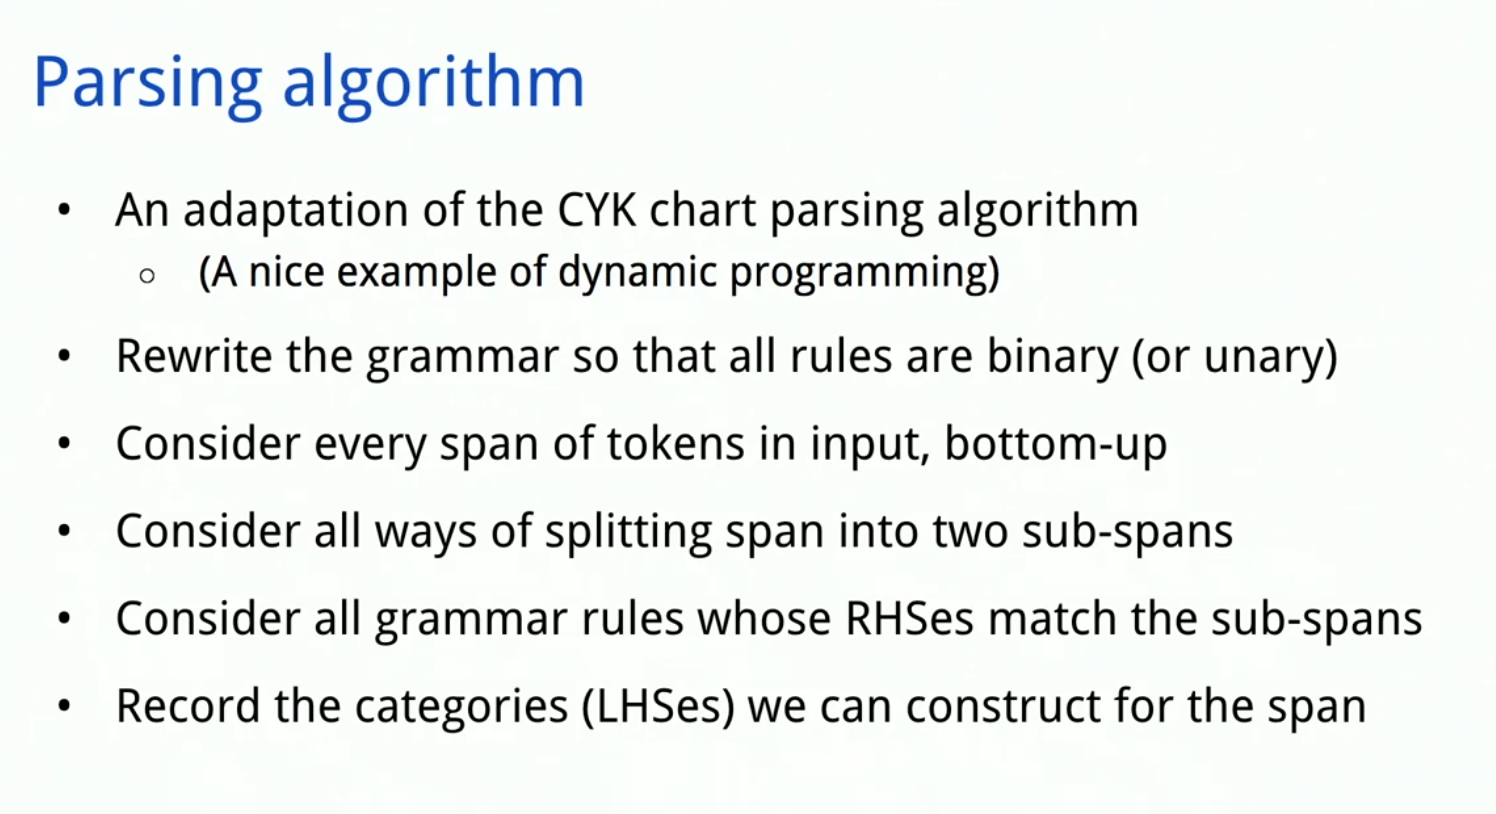 Parsing algorithm
• An adaptation of the CYK chart parsing algorithm
○ (A nice example of dynamic programming)
• Rewrite the grammar so that all rules are binary (or unary)
• Consider every span of tokens in input, bottom-up
• Consider all ways of splitting span into two sub-spans
• Consider all grammar rules whose RHSes match the sub-spans
• Record the categories (LHSes) we can construct for the span